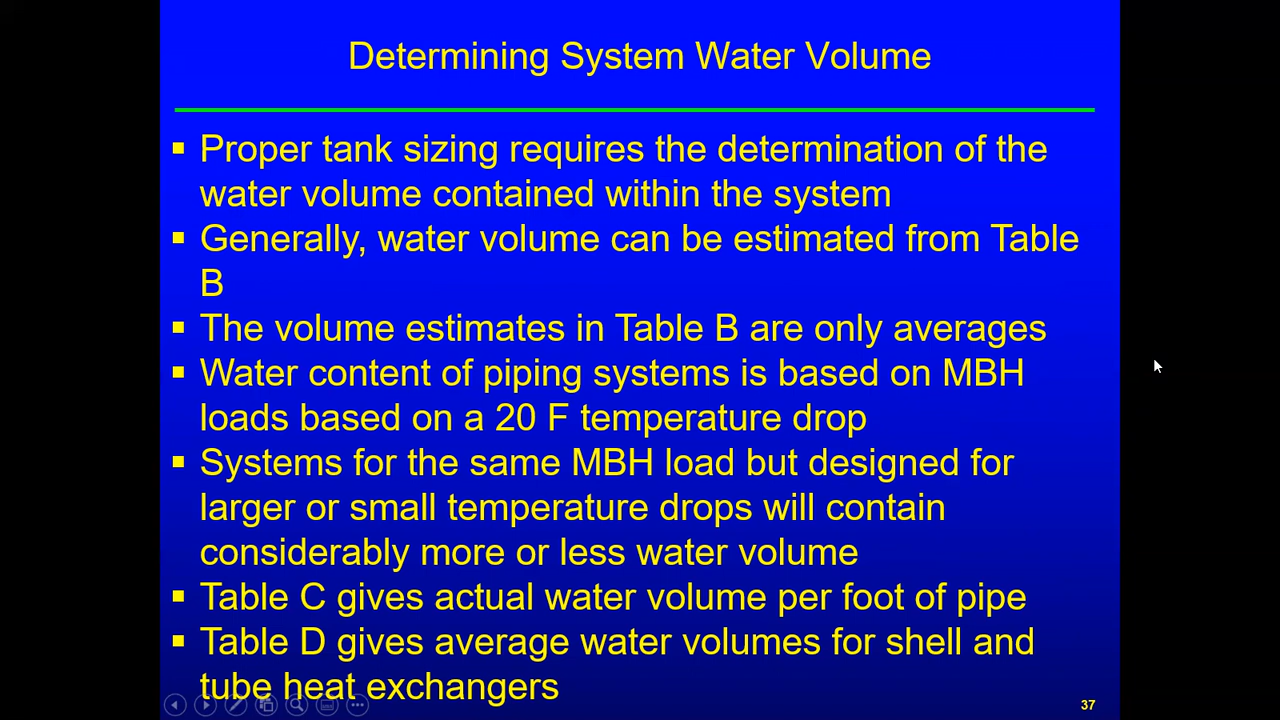 Determining System Water Volume
Proper tank sizing requires the determination of the
water volume contained within the system
Generally, water volume can be estimated from Table
B
The volume estimates in Table B are only averages
Water content of piping systems is based on MBH
loads based on a 20 F temperature drop
Systems for the same MBH load but designed for
larger or small temperature drops will contain
considerably more or less water volume
Table C gives actual water volume per foot of pipe
Table D gives average water volumes for shell and
tube heat exchangers
37